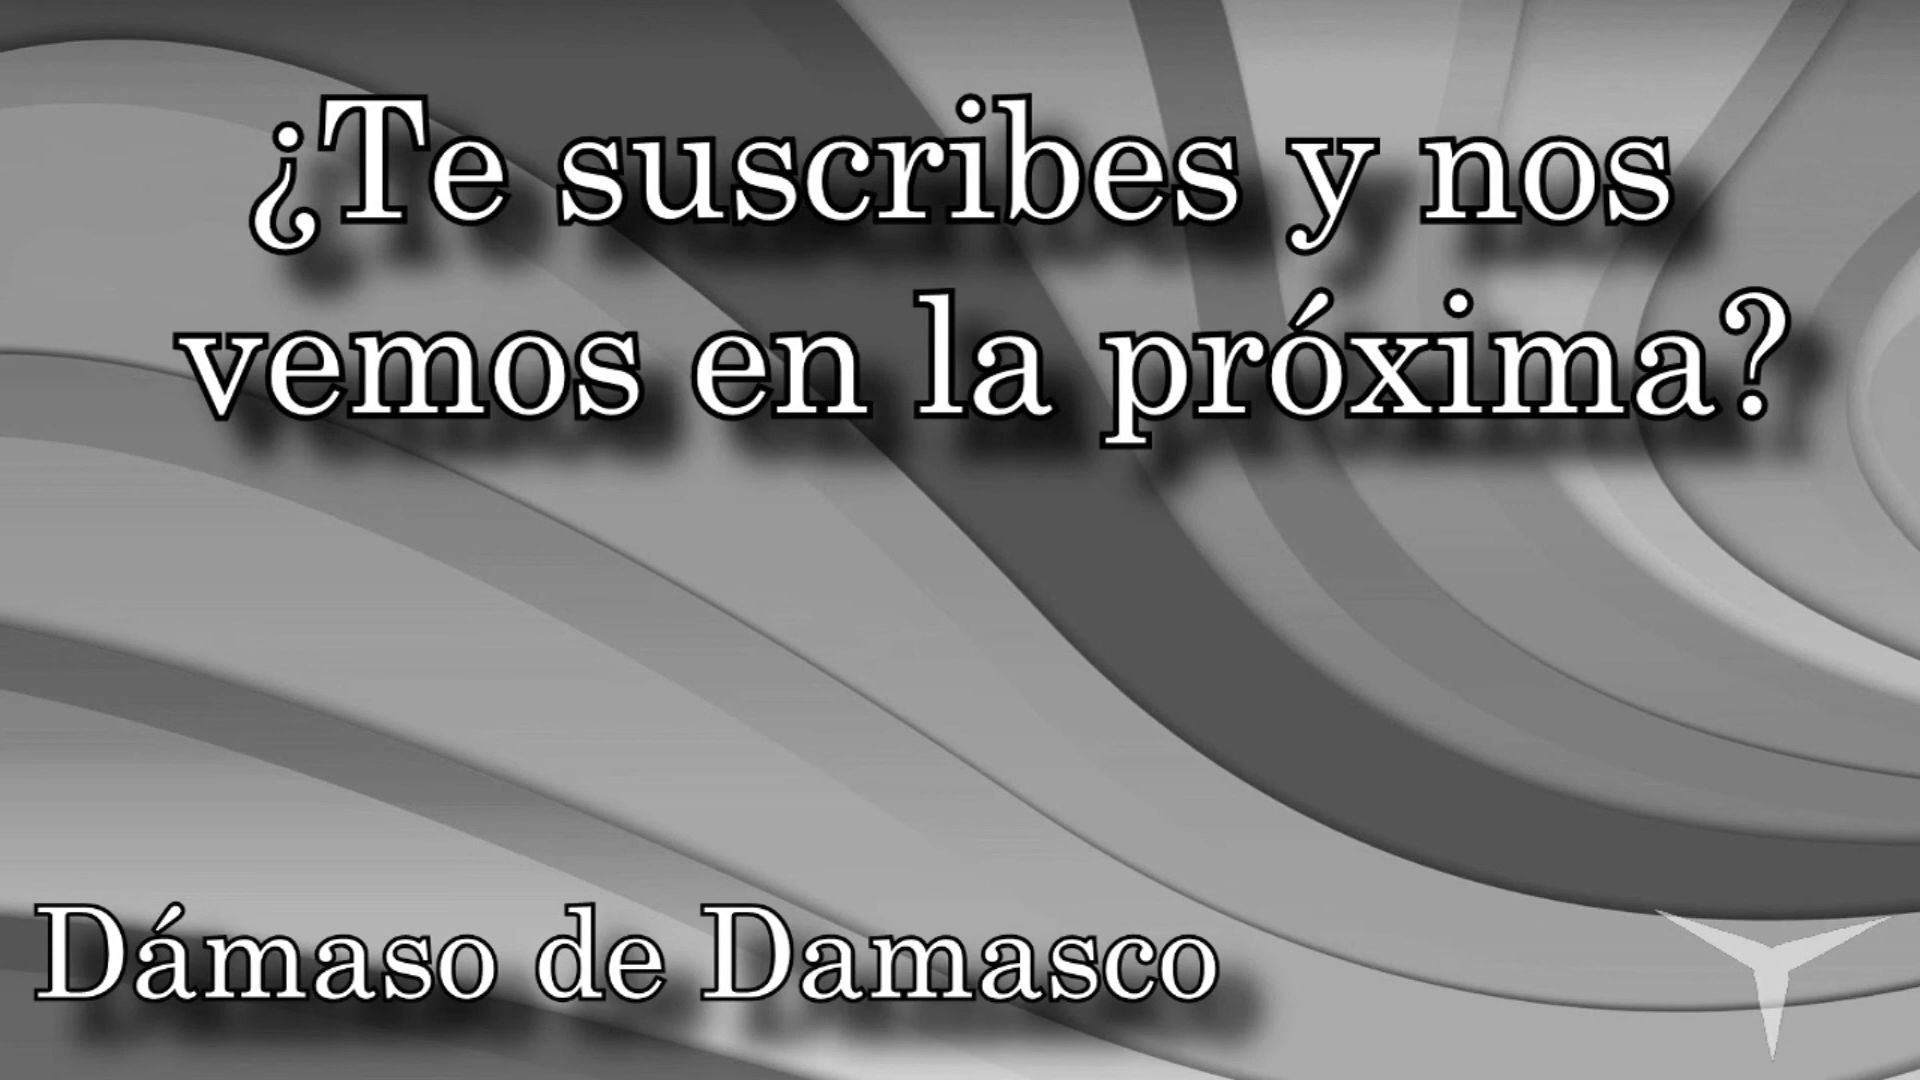 ¿Te suscribes y nos
vemos en la próxima?
Dámaso de Damasco